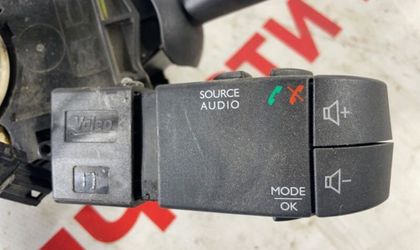 Valeo
SOURCE
AUDIO
+
-
MODE
OK